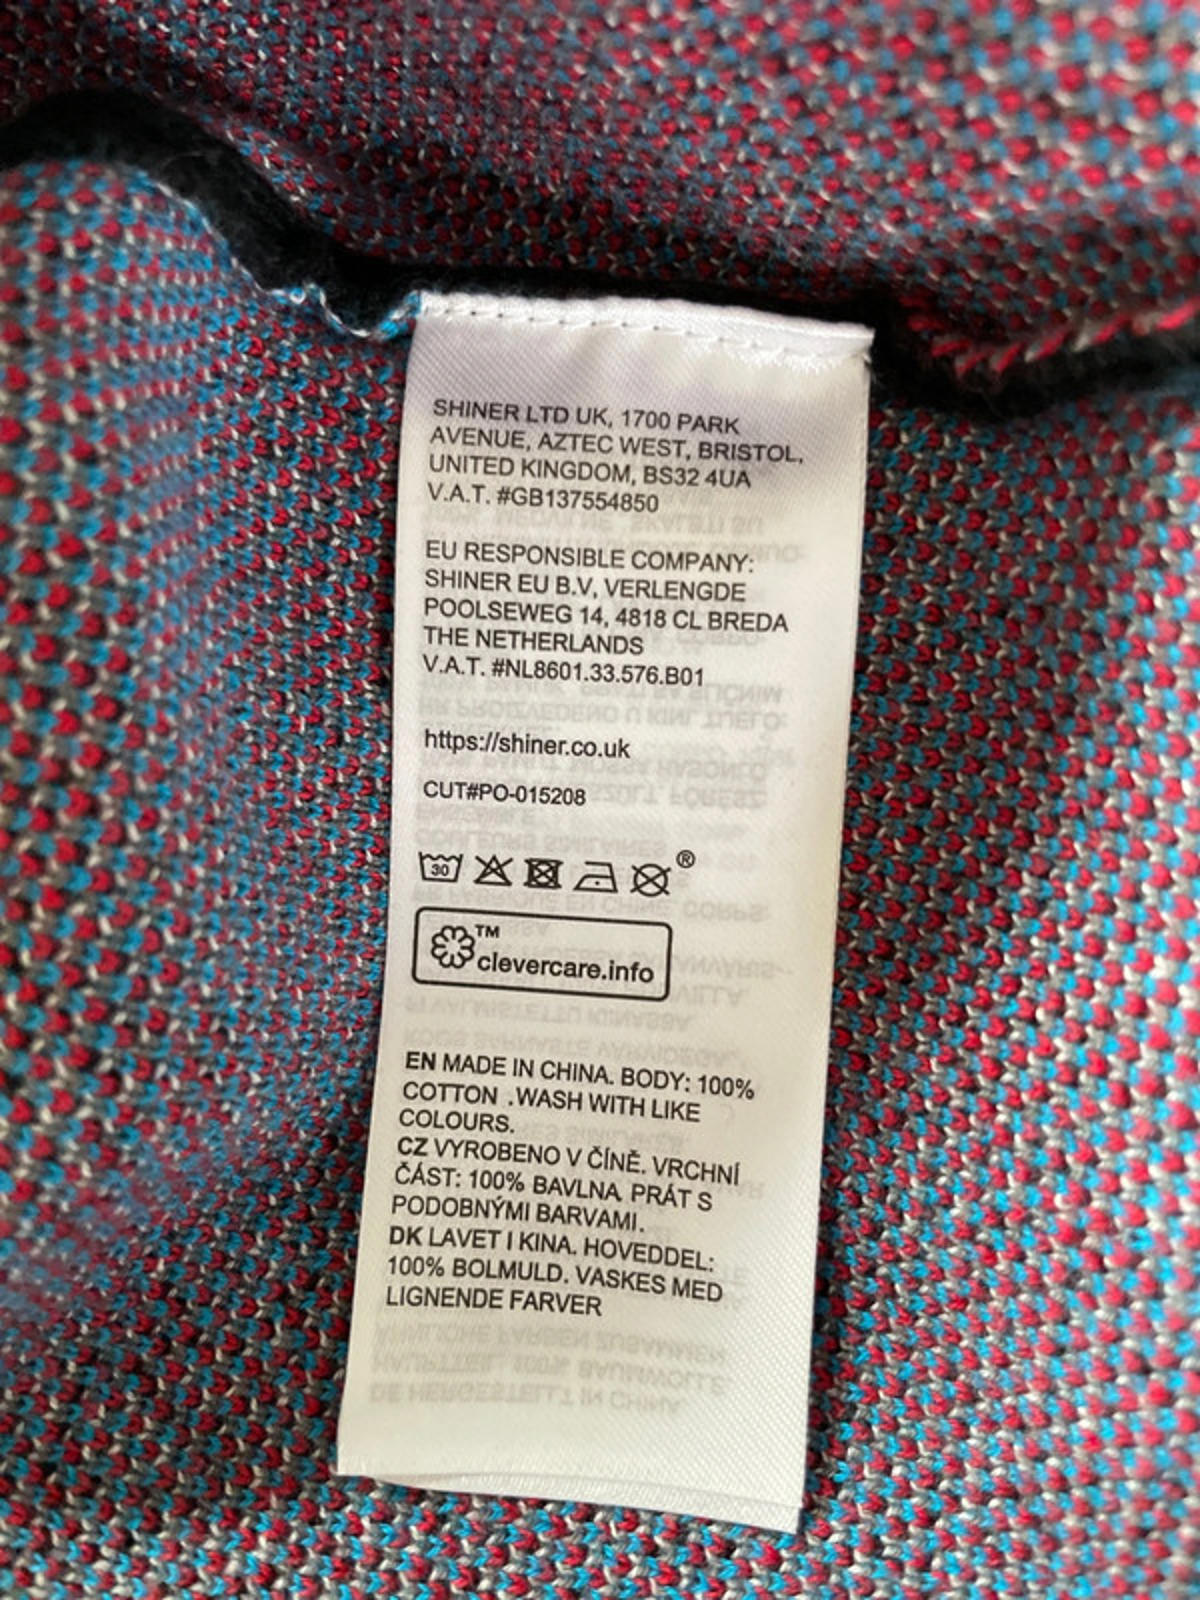 SHINER LTD UK, 1700 PARK
AVENUE, AZTEC WEST, BRISTOL,
UNITED KINGDOM, BS32 4UA
V.A.T. #GB137554850
EU RESPONSIBLE COMPANY:
SHINER EU B.V, VERLENGDE
POOLSEWEG 14, 4818 CL BREDA
THE NETHERLANDS
V.A.T. #NL8601.33.576.B01
https://shiner.co.uk
CUT#PO-015208
30 ®
™
clevercare.info
EN MADE IN CHINA. BODY: 100%
COTTON .WASH WITH LIKE
COLOURS.
CZ VYROBENO V ČÍNĚ. VRCHNÍ
ČÁST: 100% BAVLNA. PRÁT S
PODOBNÝMI BARVAMI.
DK LAVET I KINA. HOVEDDEL:
100% BOLMULD. VASKES MED
LIGNENDE FARVER